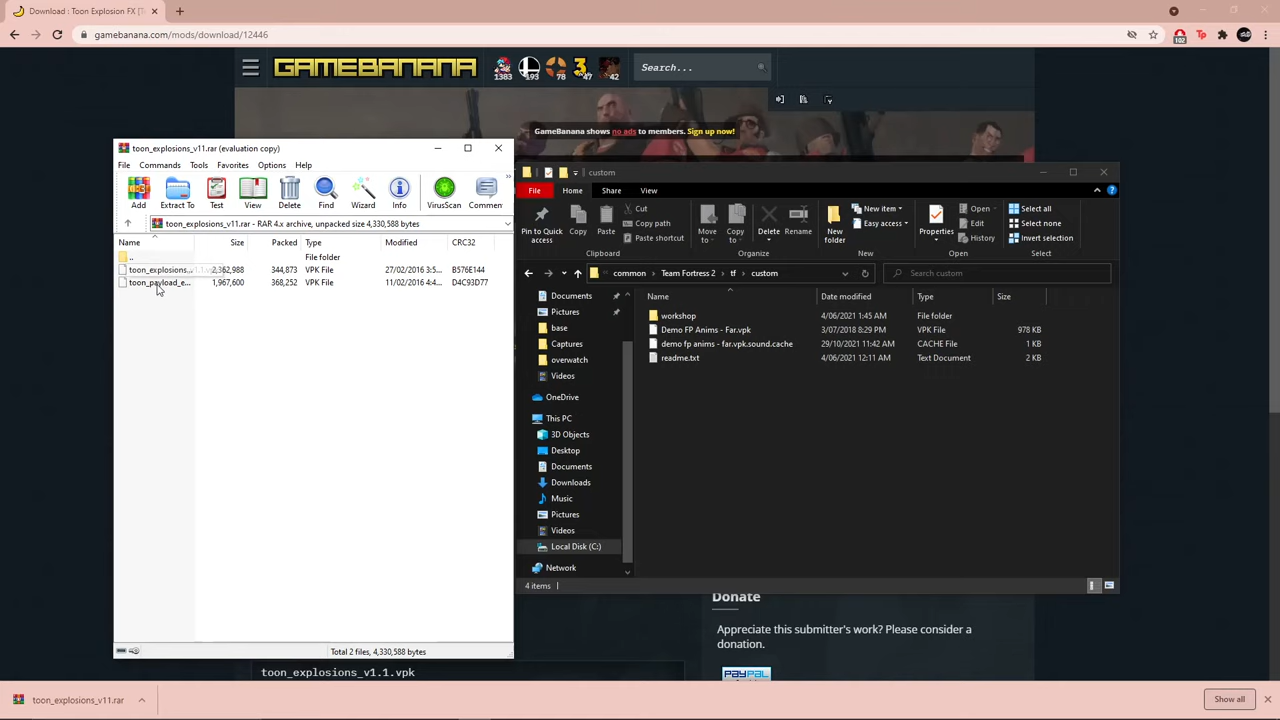 Download : Toon Explosion FX [T
gamebanana.com/mods/download/12446
102
GAMEBANANA
1383
193
78
47
42
Search...
GameBanana shows no ads to members. Sign up now!
toon_explosions_v11.rar (evaluation copy)
File Commands Tools Favorites Options Help
Add Extract To Test View Delete Find Wizard Info VirusScan Commen
toon_explosions_v11.rar - RAR 4.x archive, unpacked size 4,330,588 bytes
Name Size Packed Type Modified CRC32
.. File folder
toon_explosions... 2,362,988 344,873 VPK File 27/02/2016 3:5... B576E144
toon_payload_e... 1,967,600 368,252 VPK File 11/02/2016 4:4... D4C93D77
Total 2 files, 4,330,588 bytes
custom
File Home Share View
Pin to Quick access
Copy
Paste
Cut
Copy path
Paste shortcut
Clipboard
Move to
Copy to
Delete
Rename
Organize
New folder
New item
Easy access
New
Properties
Open
Edit
History
Open
Select all
Select none
Invert selection
Select
common Team Fortress 2 tf custom
Search custom
Name Date modified Type Size
workshop 4/06/2021 1:45 AM File folder
Demo FP Anims - Far.vpk 3/07/2018 8:29 PM VPK File 978 KB
demo fp anims - far.vpk.sound.cache 29/10/2021 11:42 AM CACHE File 1 KB
readme.txt 4/06/2021 12:11 AM Text Document 2 KB
Documents
Pictures
base
Captures
overwatch
Videos
OneDrive
This PC
3D Objects
Desktop
Documents
Downloads
Music
Pictures
Videos
Local Disk (C:)
Network
4 items
Donate
Appreciate this submitter's work? Please consider a
donation.
PayPal
toon_explosions_v1.1.vpk
toon_explosions_v11.rar
Show all